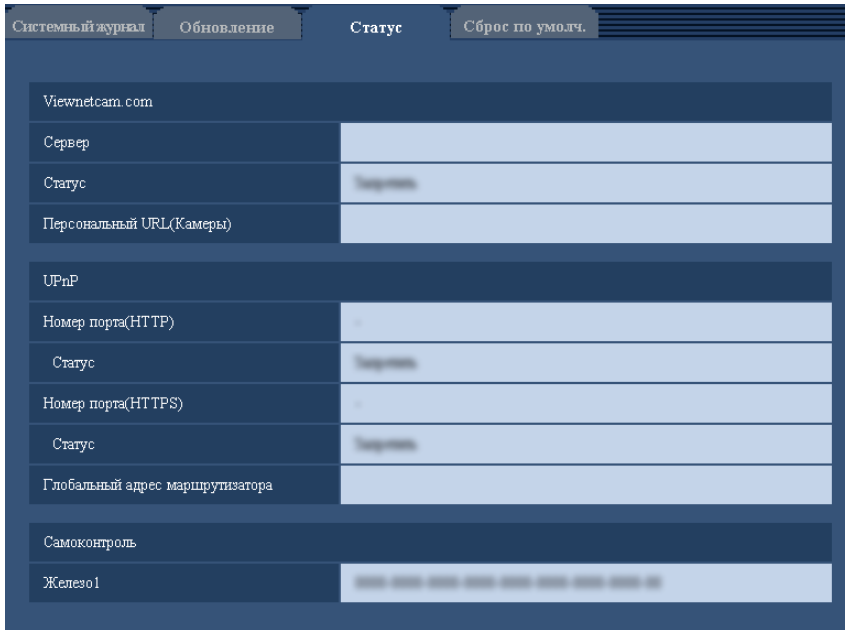 Системный журнал
Обновление
Статус
Сброс по умолч.
Viewnetcam.com
Сервер
Статус
Персональный URL(Камеры)
UPnP
Номер порта(HTTP)
Статус
Номер порта(HTTPS)
Статус
Глобальный адрес маршрутизатора
Самоконтроль
Железо1